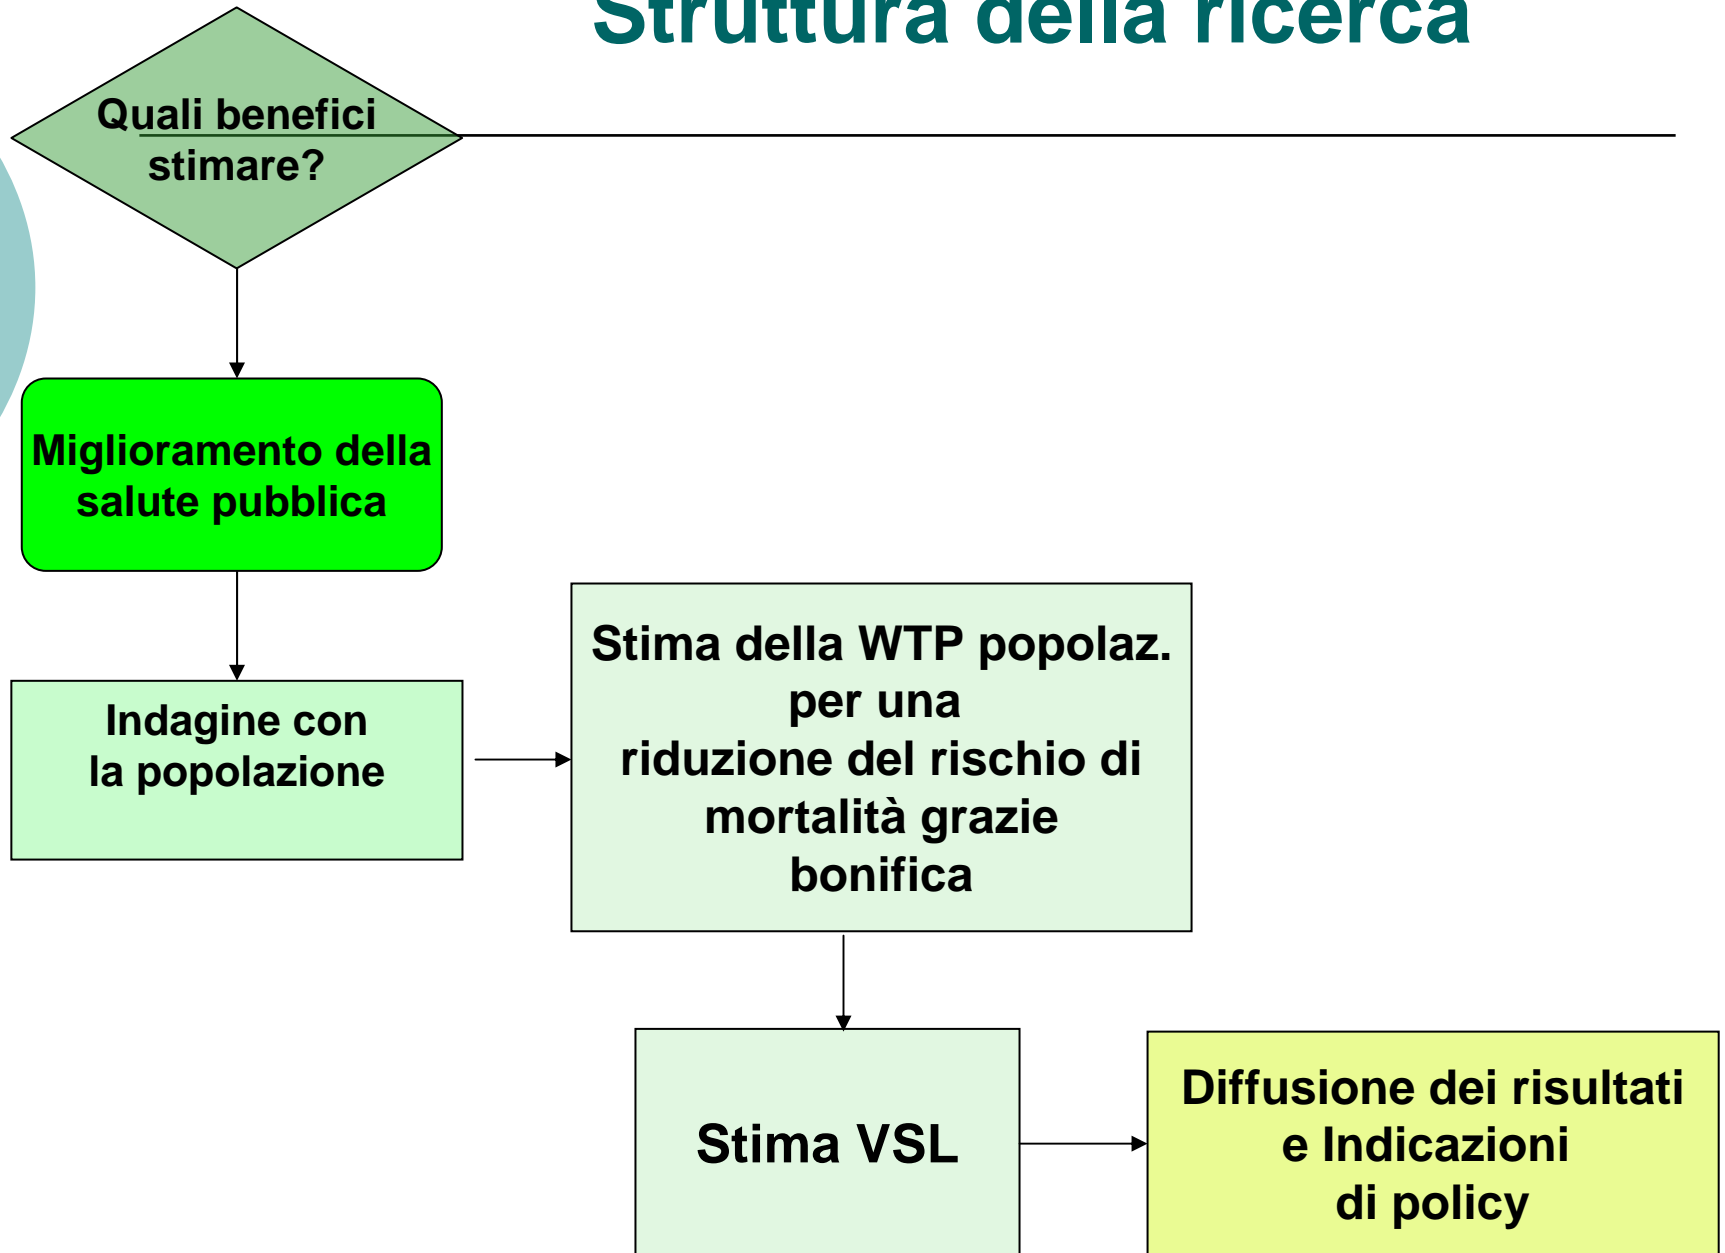 Struttura della ricerca
Quali benefici
stimare?
Miglioramento della
salute pubblica
Indagine con
la popolazione
Stima della WTP popolaz.
per una
riduzione del rischio di
mortalità grazie
bonifica
Stima VSL
Diffusione dei risultati
e Indicazioni
di policy